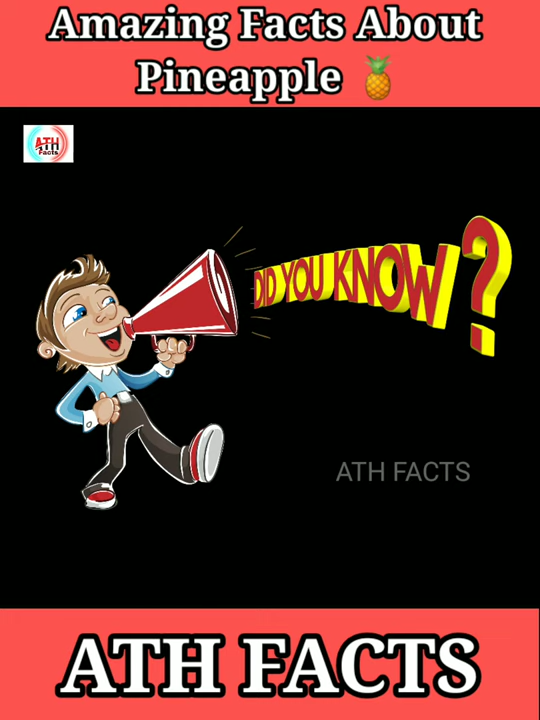 Amazing Facts About
Pineapple 🍍
ATH
Facts
DID YOU KNOW?
ATH FACTS
ATH FACTS